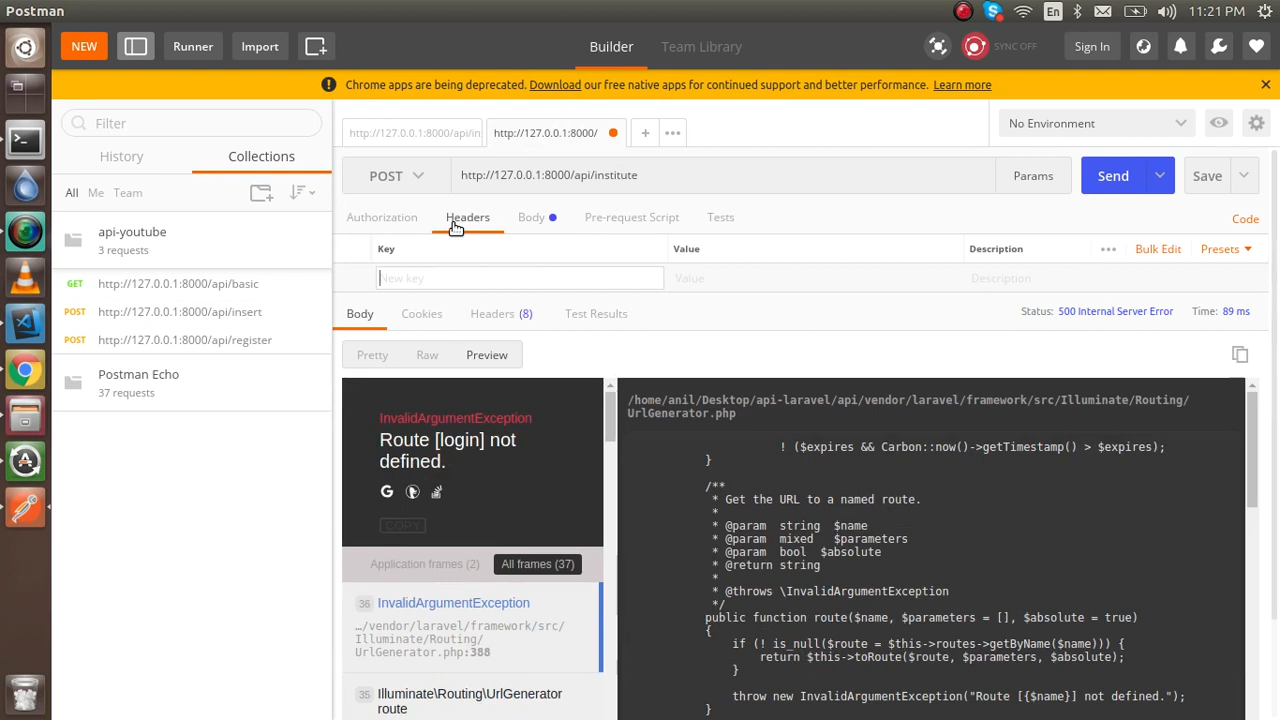 Postman
En
11:21 PM
NEW
Runner
Import
Builder
Team Library
SYNC OFF
Sign In
Chrome apps are being deprecated. Download our free native apps for continued support and better performance. Learn more
Filter
History
Collections
All
Me
Team
api-youtube
3 requests
GET http://127.0.0.1:8000/api/basic
POST http://127.0.0.1:8000/api/insert
POST http://127.0.0.1:8000/api/register
Postman Echo
37 requests
http://127.0.0.1:8000/api/in
http://127.0.0.1:8000/
No Environment
POST
http://127.0.0.1:8000/api/institute
Params
Send
Save
Authorization
Headers
Body
Pre-request Script
Tests
Code
Key
Value
Description
Bulk Edit
Presets
New key
Value
Description
Body
Cookies
Headers (8)
Test Results
Status: 500 Internal Server Error
Time: 89 ms
Pretty
Raw
Preview
InvalidArgumentException
Route [login] not
defined.
COPY
Application frames (2)
All frames (37)
36 InvalidArgumentException
…/vendor/laravel/framework/src/
Illuminate/Routing/
UrlGenerator.php:388
35 Illuminate\Routing\UrlGenerator
route
/home/anil/Desktop/api-laravel/api/vendor/laravel/framework/src/Illuminate/Routing/
UrlGenerator.php
! ($expires && Carbon::now()->getTimestamp() > $expires);
}
/**
* Get the URL to a named route.
*
* @param string $name
* @param mixed $parameters
* @param bool $absolute
* @return string
*
* @throws \InvalidArgumentException
*/
public function route($name, $parameters = [], $absolute = true)
{
if (! is_null($route = $this->routes->getByName($name))) {
return $this->toRoute($route, $parameters, $absolute);
}
throw new InvalidArgumentException("Route [{$name}] not defined.");
}